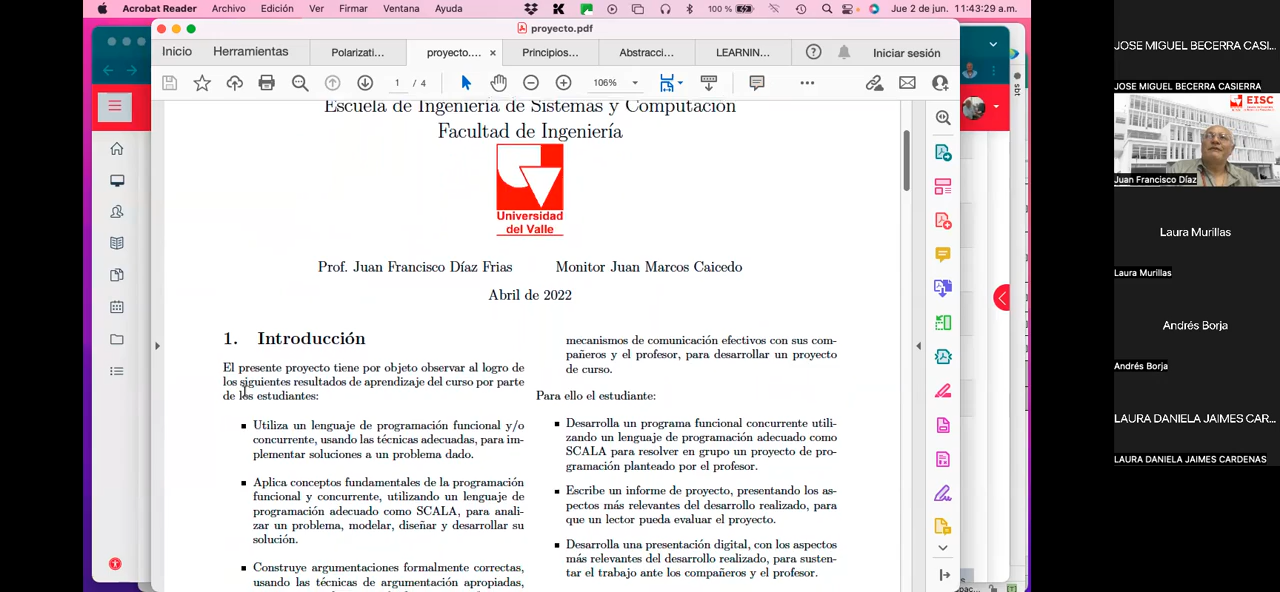 Acrobat Reader Archivo Edición Ver Firmar Ventana Ayuda 100 % Jue 2 de jun. 11:43:29 a.m.
proyecto.pdf
Inicio Herramientas Polarizati... proyecto.... × Principios... Abstracci... LEARNIN... Iniciar sesión
1 / 4 106%
Escuela de Ingeniería de Sistemas y Computación
Facultad de Ingeniería
Universidad
del Valle
Prof. Juan Francisco Díaz Frias Monitor Juan Marcos Caicedo
Abril de 2022
1. Introducción
El presente proyecto tiene por objeto observar al logro de
los siguientes resultados de aprendizaje del curso por parte
de los estudiantes:
Utiliza un lenguaje de programación funcional y/o
concurrente, usando las técnicas adecuadas, para im-
plementar soluciones a un problema dado.
Aplica conceptos fundamentales de la programación
funcional y concurrente, utilizando un lenguaje de
programación adecuado como SCALA, para anali-
zar un problema, modelar, diseñar y desarrollar su
solución.
Construye argumentaciones formalmente correctas,
usando las técnicas de argumentación apropiadas,
mecanismos de comunicación efectivos con sus com-
pañeros y el profesor, para desarrollar un proyecto
de curso.
Para ello el estudiante:
Desarrolla un programa funcional concurrente utili-
zando un lenguaje de programación adecuado como
SCALA para resolver en grupo un proyecto de pro-
gramación planteado por el profesor.
Escribe un informe de proyecto, presentando los as-
pectos más relevantes del desarrollo realizado, para
que un lector pueda evaluar el proyecto.
Desarrolla una presentación digital, con los aspectos
más relevantes del desarrollo realizado, para susten-
tar el trabajo ante los compañeros y el profesor.
sbt
JOSE MIGUEL BECERRA CASI...
JOSE MIGUEL BECERRA CASIERRA
EISC
Juan Francisco Díaz
Laura Murillas
Laura Murillas
Andrés Borja
Andrés Borja
LAURA DANIELA JAIMES CAR...
LAURA DANIELA JAIMES CARDENAS